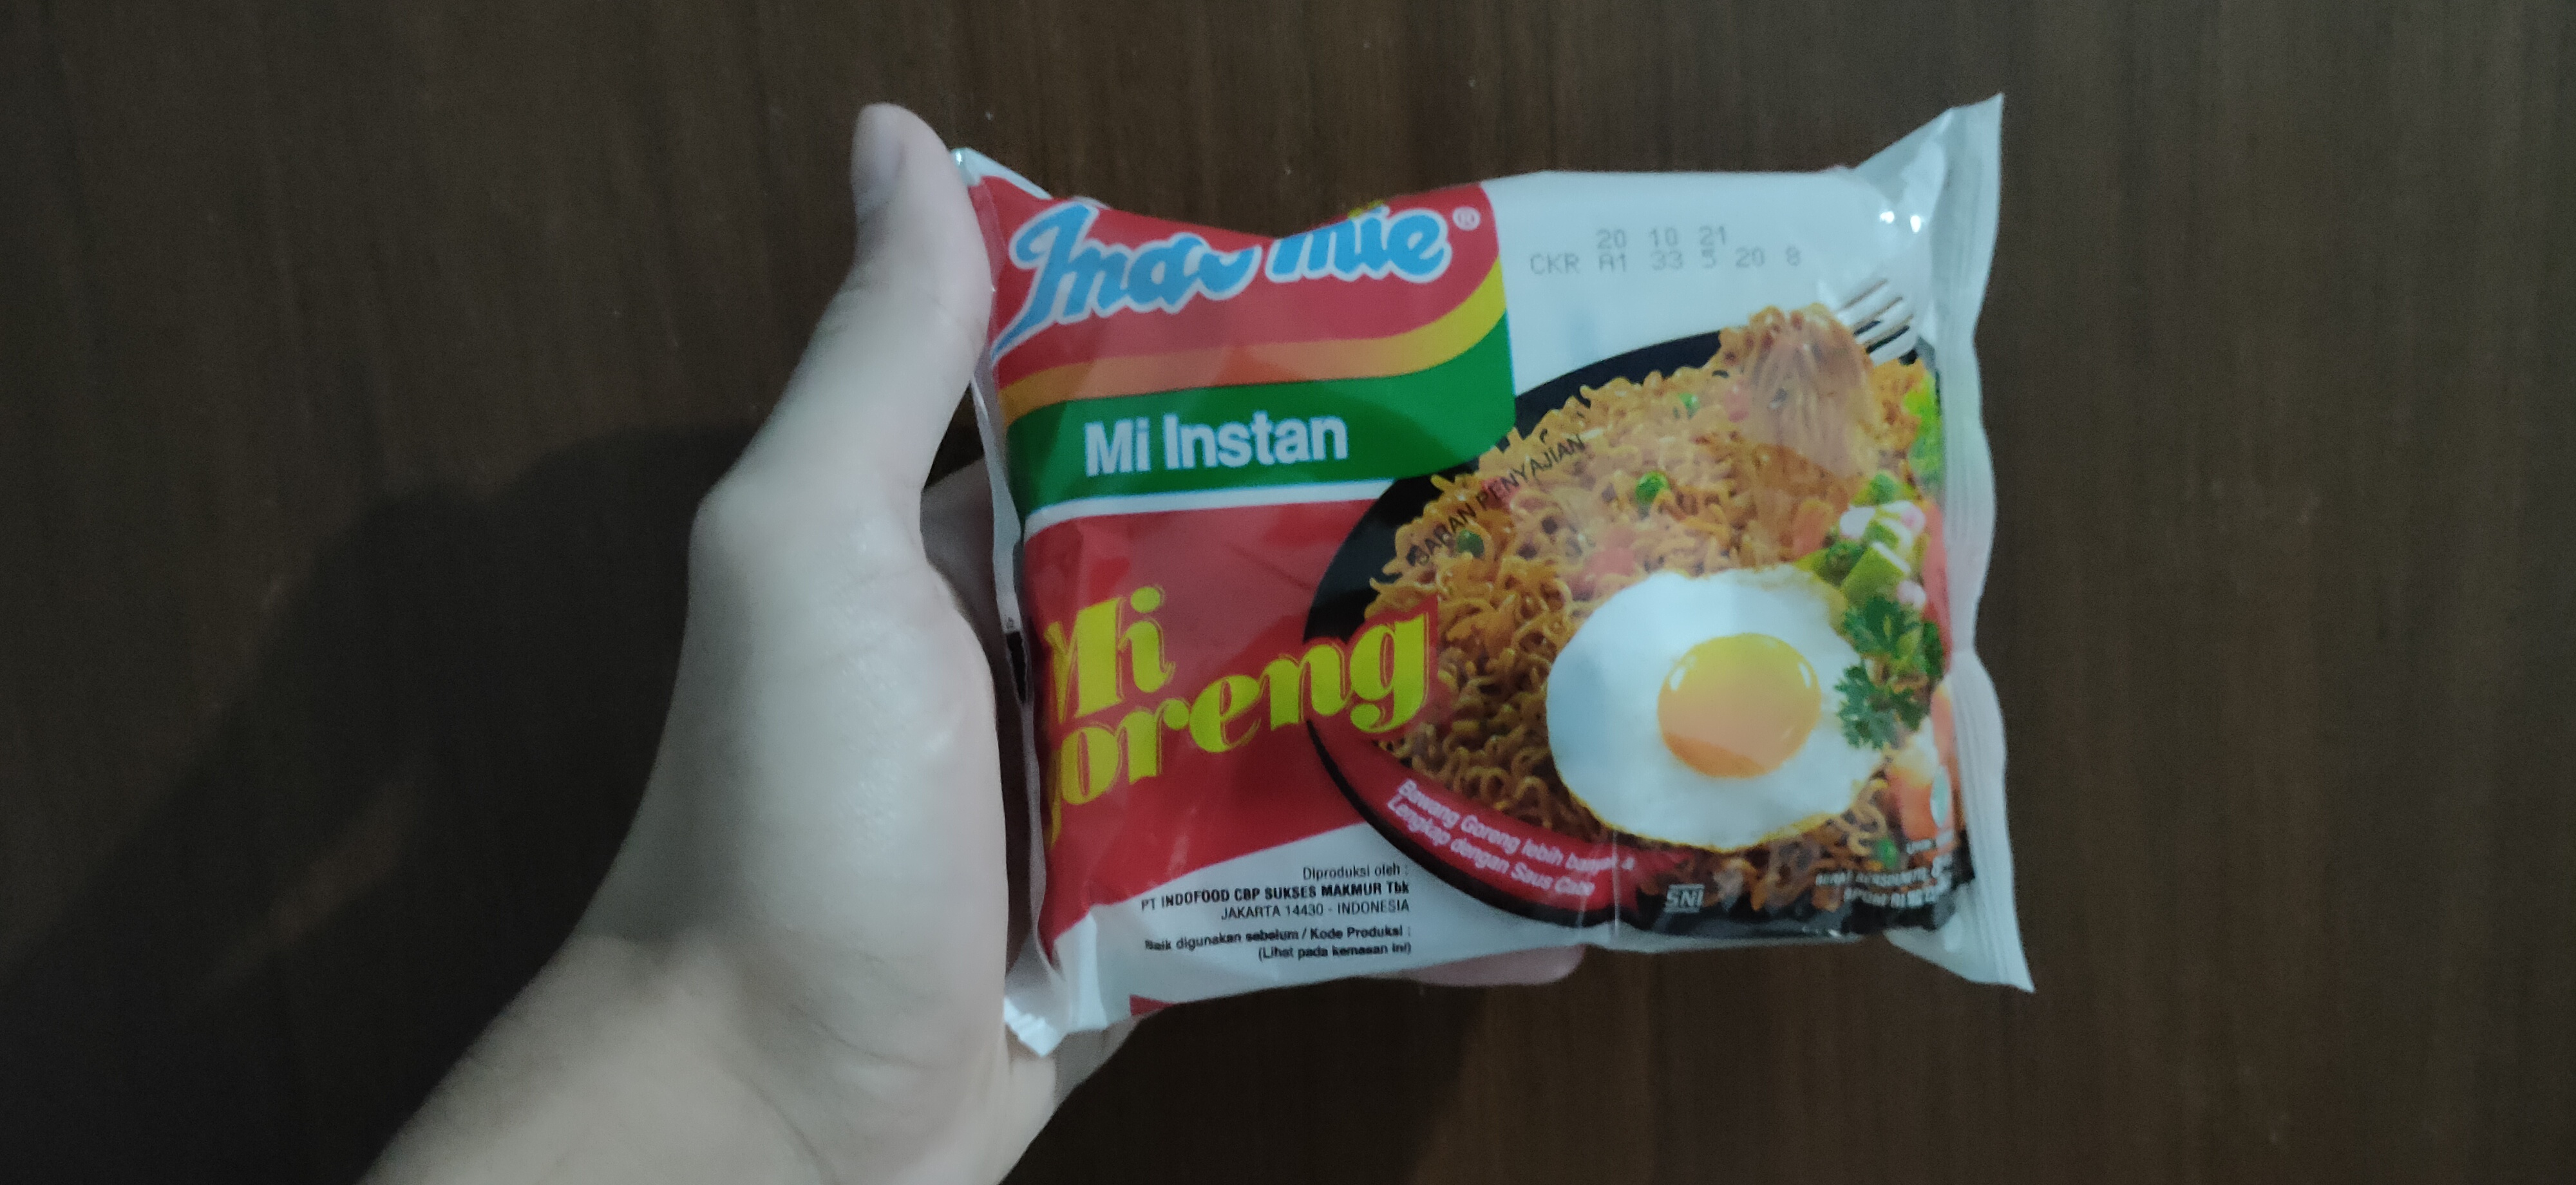 Indomie®
20 10 21
CKR A1 33 5 20 8
Mi Instan
SARAN PENYAJIAN
Mi
goreng
Bawang Goreng lebih banyak &
Lengkap dengan Saus Cabe
Diproduksi oleh :
PT INDOFOOD CBP SUKSES MAKMUR Tbk
JAKARTA 14430 - INDONESIA
Baik digunakan sebelum / Kode Produksi :
(Lihat pada kemasan ini)
SNI